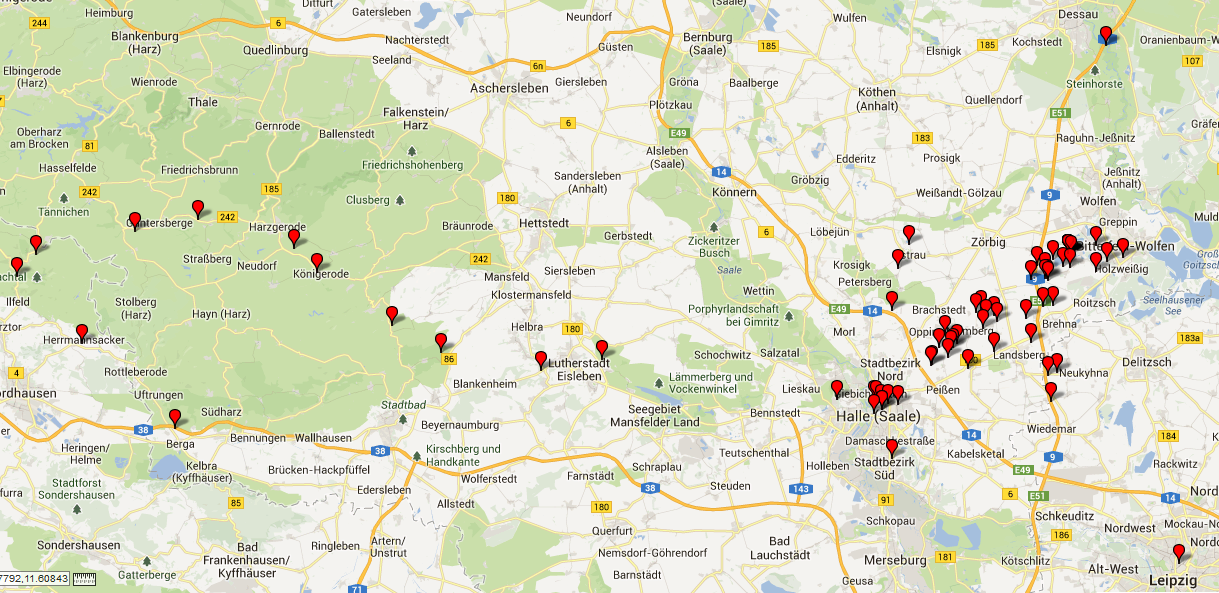 Heimburg
Ditfurt
Gatersleben
Neundorf
(Saale)
Wulfen
Dessau
244
6
Blankenburg
(Harz)
Quedlinburg
Nachterstedt
Güsten
Bernburg
(Saale)
185
Elsnigk
185
Kochstedt
Oranienbaum-W
Seeland
6n
107
Elbingerode
(Harz)
Wienrode
Aschersleben
Giersleben
Gröna
Baalberge
Köthen
(Anhalt)
Steinhorste
Thale
Plötzkau
Quellendorf
Falkenstein/
Harz
E51
Gernrode
Ballenstedt
6
E49
183
Raguhn-Jeßnitz
Oberharz
am Brocken
81
Alsleben
(Saale)
Edderitz
Prosigk
Friedrichsbrunn
Friedrichshohenberg
Hasselfelde
14
Jeßnitz
(Anhalt)
Sandersleben
(Anhalt)
Gröbzig
242
185
Könnern
Weißandt-Gölzau
9
Tännichen
Clusberg
180
Wolfen
242
Harzgerode
Bräunrode
Hettstedt
Gerbstedt
Zickeritzer
Busch
6
Löbejün
Zörbig
Greppin
Straßberg
Neudorf
Königerode
242
Mansfeld
Siersleben
Saale
Krosigk
Petersberg
Holzweißig
9
Ilfeld
Stolberg
(Harz)
Klostermansfeld
Wettin
Roitzsch
Seelhausener
See
Hayn (Harz)
Porphyrlandschaft
bei Gimritz
E49
14
Brachstedt
Helbra
180
Morl
Brehna
183a
Rottleberode
86
Schochwitz
Salzatal
Landsberg
Delitzsch
4
Lutherstadt
Eisleben
Stadtbezirk
Nord
Neukyhna
Blankenheim
Lämmerberg und
Vockenwinkel
Lieskau
Peißen
Uftrungen
Südharz
Stadtbad
Seegebiet
Mansfelder Land
Bennstedt
Halle (Saale)
38
Berga
Bennungen
Wallhausen
Beyernaumburg
14
Wiedemar
184
Heringen/
Helme
38
Kirschberg und
Handkante
Teutschenthal
Kabelsketal
9
Kelbra
(Kyffhäuser)
Brücken-Hackpfüffel
Schraplau
Holleben
Stadtbezirk
Süd
E49
Rackwitz
Stadtforst
Sondershausen
Edersleben
Wolferstedt
Farnstädt
38
Steuden
143
6
E51
14
85
Allstedt
180
91
Schkopau
Schkeuditz
Querfurt
186
Nordwest
Sondershausen
Bad
Frankenhausen/
Kyffhäuser
Ringleben
Artern/
Unstrut
Nemsdorf-Göhrendorf
Bad
Lauchstädt
Merseburg
181
Kötschlitz
Gatterberge
Barnstädt
Alt-West
7792,11.60843
71
Geusa
Leipzig